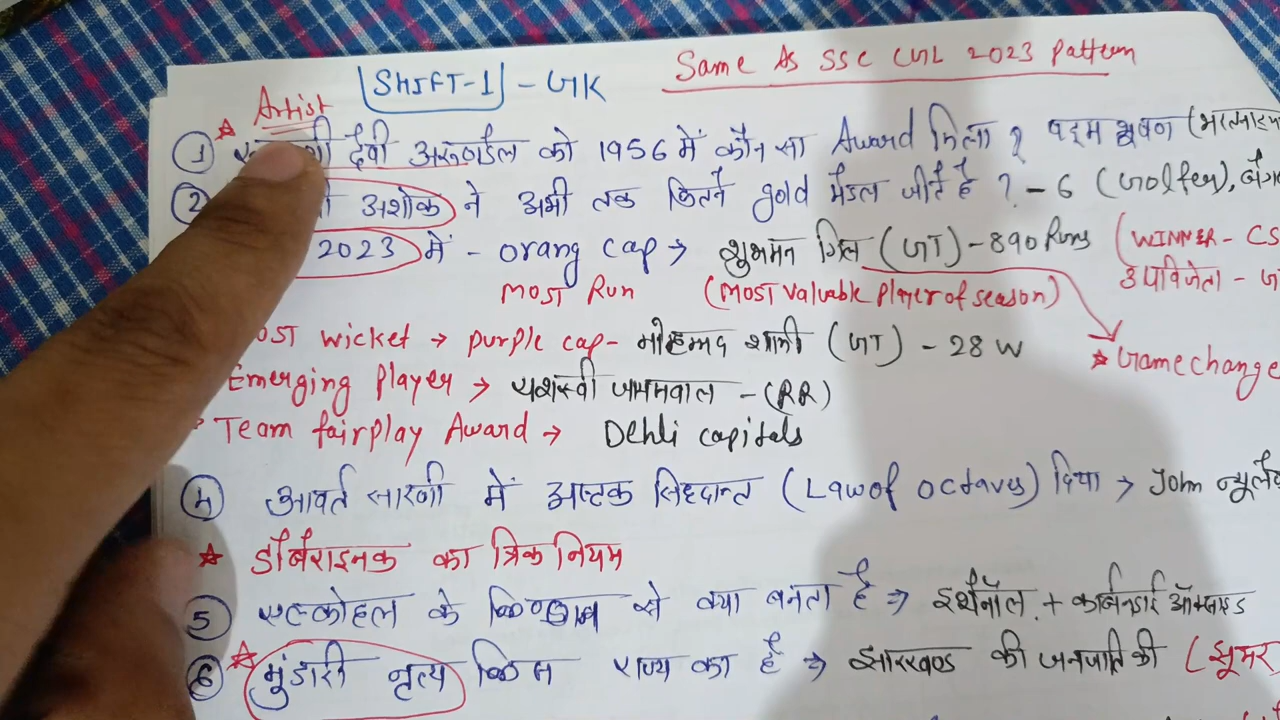 SHIFT-1 - GK
Same As SSC CGL 2023 Pattern
Artist
① देवी अरूण्डेल को 1956 में कौन सा Award मिला ? पद्म भूषण
② अशोक ने अभी तक कितने gold मैडल जीते है ? - 6 (Golfer),
2023 में - orang cap → शुभमन गिल (GT) - 890 Runs (WINNER - CS
MOST Run (Most valuable player of season) उपविजेता - G
wicket → purple cap - मोहम्मद शामी (GT) - 28 W
Game change
Emerging player → यशस्वी जायसवाल - (RR)
Team fairplay Award → Dehli capitals
④ आवर्त सारणी में अष्टक सिद्धान्त (Law of octaves) दिया → John
डॉबेराइनक का त्रिक नियम
⑤ एल्कोहल के किण्वन से क्या बनता है ⇒ इथेनॉल + कार्बनडाई ऑक्साइड
⑥ मुंडारी नृत्य किस राज्य का है ⇒ झारखण्ड की जनजाति की (झूमर